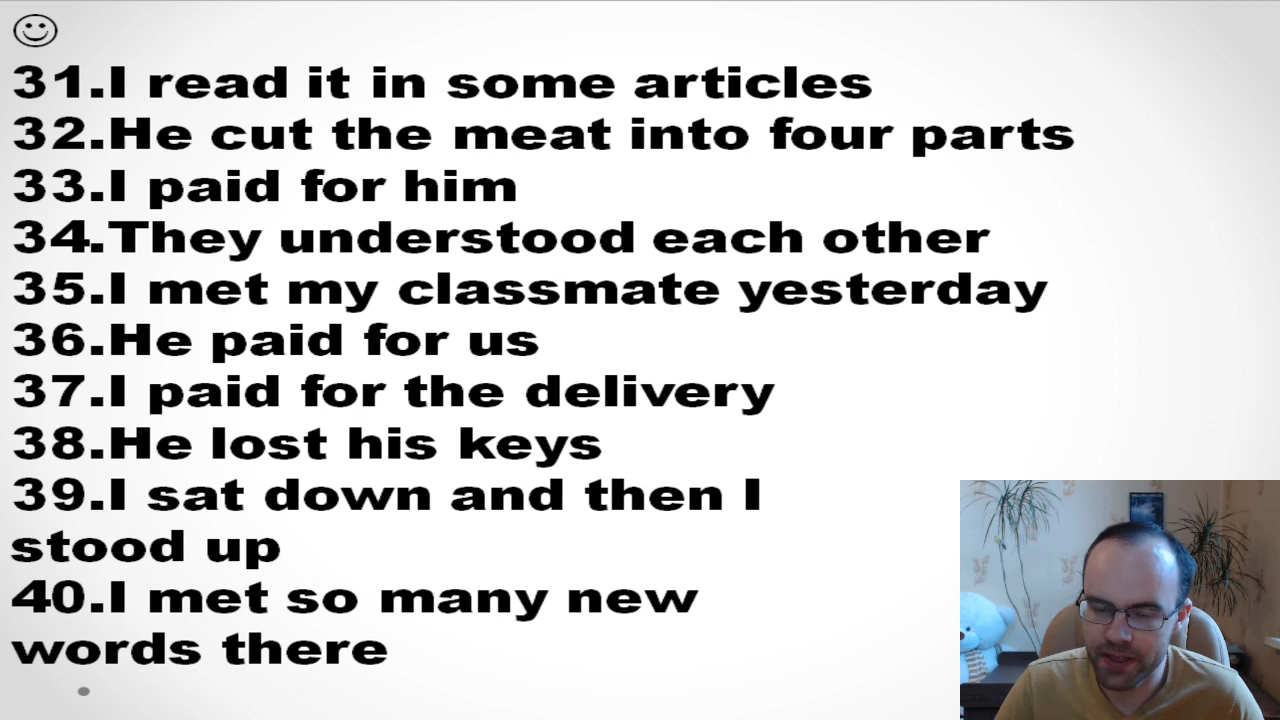 31.I read it in some articles
32.He cut the meat into four parts
33.I paid for him
34.They understood each other
35.I met my classmate yesterday
36.He paid for us
37.I paid for the delivery
38.He lost his keys
39.I sat down and then I
stood up
40.I met so many new
words there